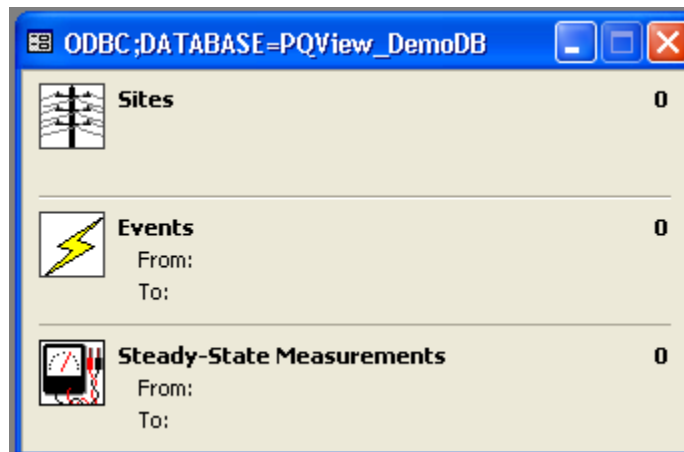 ODBC;DATABASE=PQView_DemoDB
Sites 0
Events 0
From:
To:
Steady-State Measurements 0
From:
To: